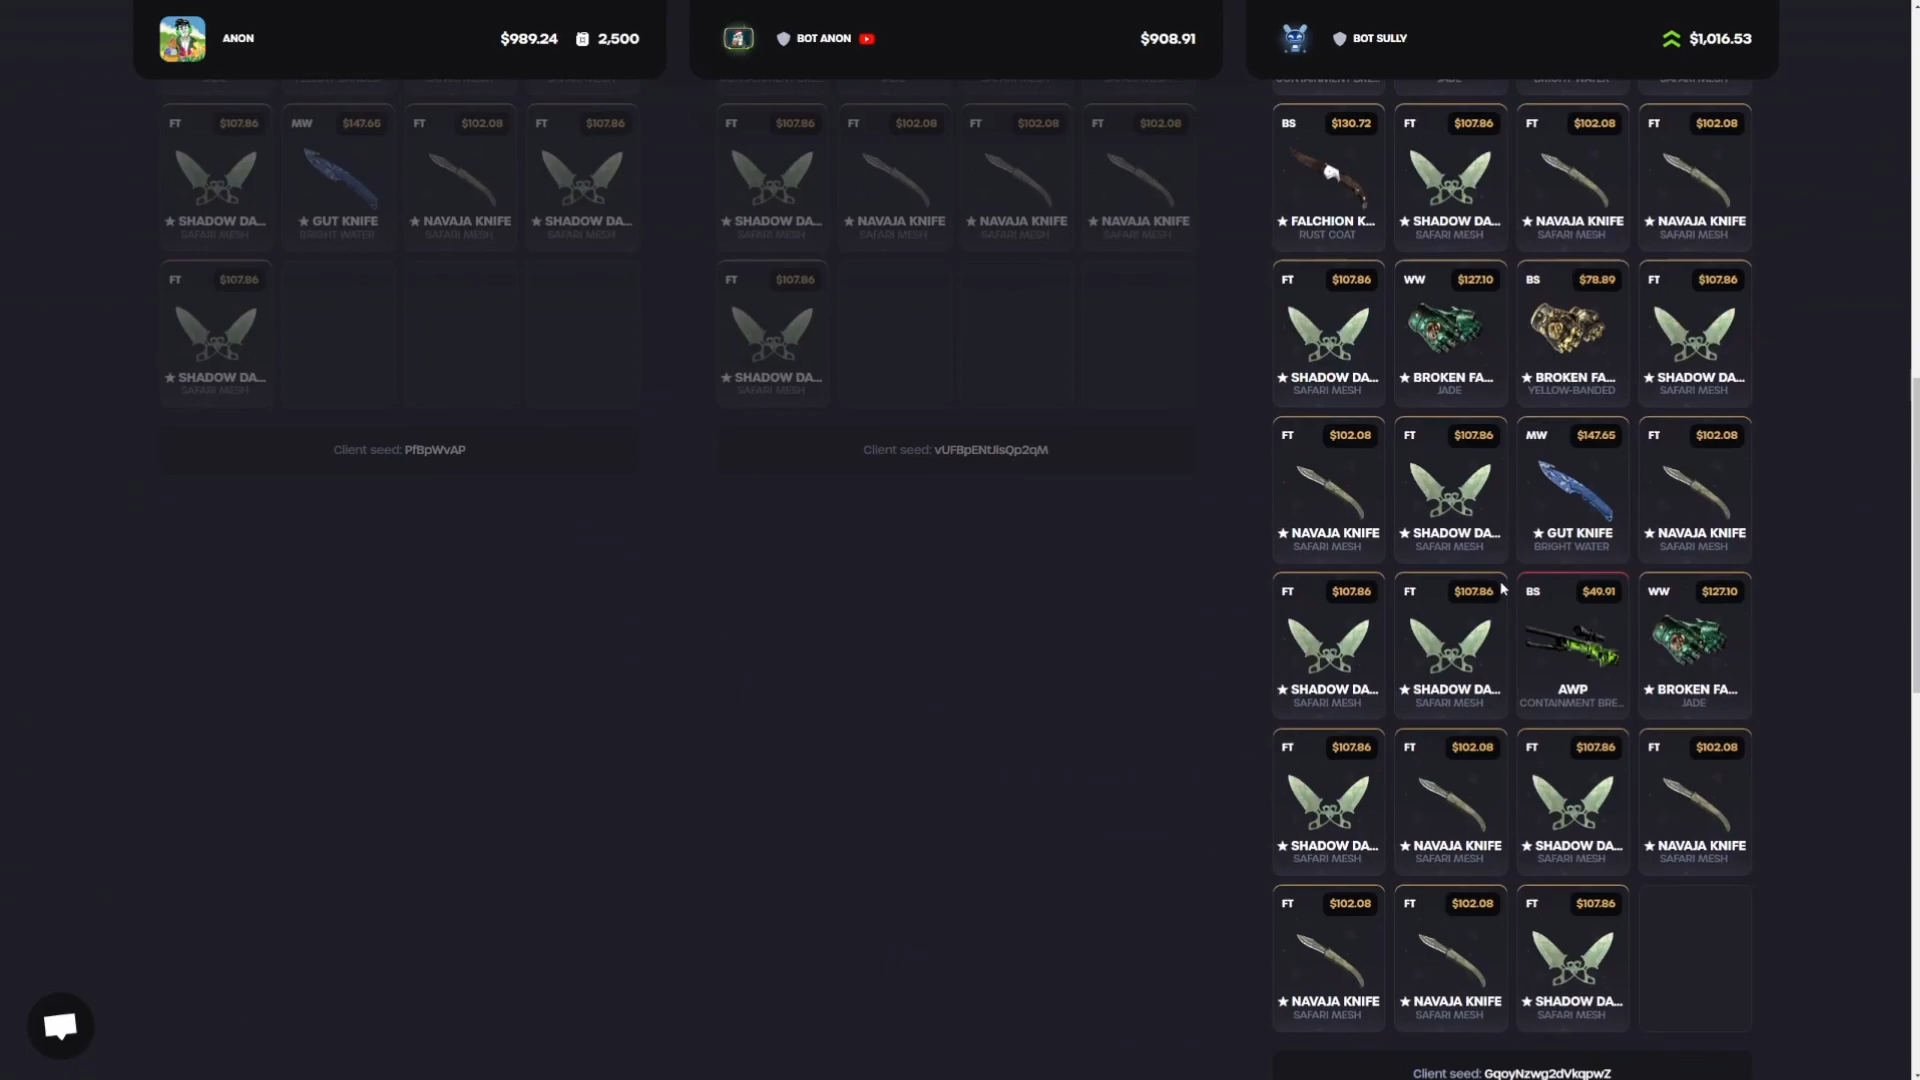 ANON $989.24 2,500
BOT ANON $908.91
BOT SULLY $1,016.53
FT $107.86 MW $147.65 FT $102.08 FT $107.86
★ SHADOW DA... ★ GUT KNIFE ★ NAVAJA KNIFE ★ SHADOW DA...
SAFARI MESH BRIGHT WATER SAFARI MESH SAFARI MESH
FT $107.86
★ SHADOW DA...
SAFARI MESH
Client seed: PfBpWvAP
FT $107.86 FT $102.08 FT $102.08 FT $102.08
★ SHADOW DA... ★ NAVAJA KNIFE ★ NAVAJA KNIFE ★ NAVAJA KNIFE
SAFARI MESH SAFARI MESH SAFARI MESH SAFARI MESH
FT $107.86
★ SHADOW DA...
SAFARI MESH
CONTAINMENT BRE... JADE BRIGHT WATER SAFARI MESH
BS $130.72 FT $107.86 FT $102.08 FT $102.08
★ FALCHION K... ★ SHADOW DA... ★ NAVAJA KNIFE ★ NAVAJA KNIFE
RUST COAT SAFARI MESH SAFARI MESH SAFARI MESH
FT $107.86 WW $127.10 BS $78.89 FT $107.86
★ SHADOW DA... ★ BROKEN FA... ★ BROKEN FA... ★ SHADOW DA...
SAFARI MESH JADE YELLOW-BANDED SAFARI MESH
FT $102.08 FT $107.86 MW $147.65 FT $102.08
★ NAVAJA KNIFE ★ SHADOW DA... ★ GUT KNIFE ★ NAVAJA KNIFE
SAFARI MESH SAFARI MESH BRIGHT WATER SAFARI MESH
FT $107.86 FT $107.86 BS $49.91 WW $127.10
★ SHADOW DA... ★ SHADOW DA... AWP ★ BROKEN FA...
SAFARI MESH SAFARI MESH CONTAINMENT BRE... JADE
FT $107.86 FT $102.08 FT $107.86 FT $102.08
★ SHADOW DA... ★ NAVAJA KNIFE ★ SHADOW DA... ★ NAVAJA KNIFE
SAFARI MESH SAFARI MESH SAFARI MESH SAFARI MESH
FT $102.08 FT $102.08 FT $107.86
★ NAVAJA KNIFE ★ NAVAJA KNIFE ★ SHADOW DA...
SAFARI MESH SAFARI MESH SAFARI MESH
Client seed: GqoyNzwg2dVkqpwZ